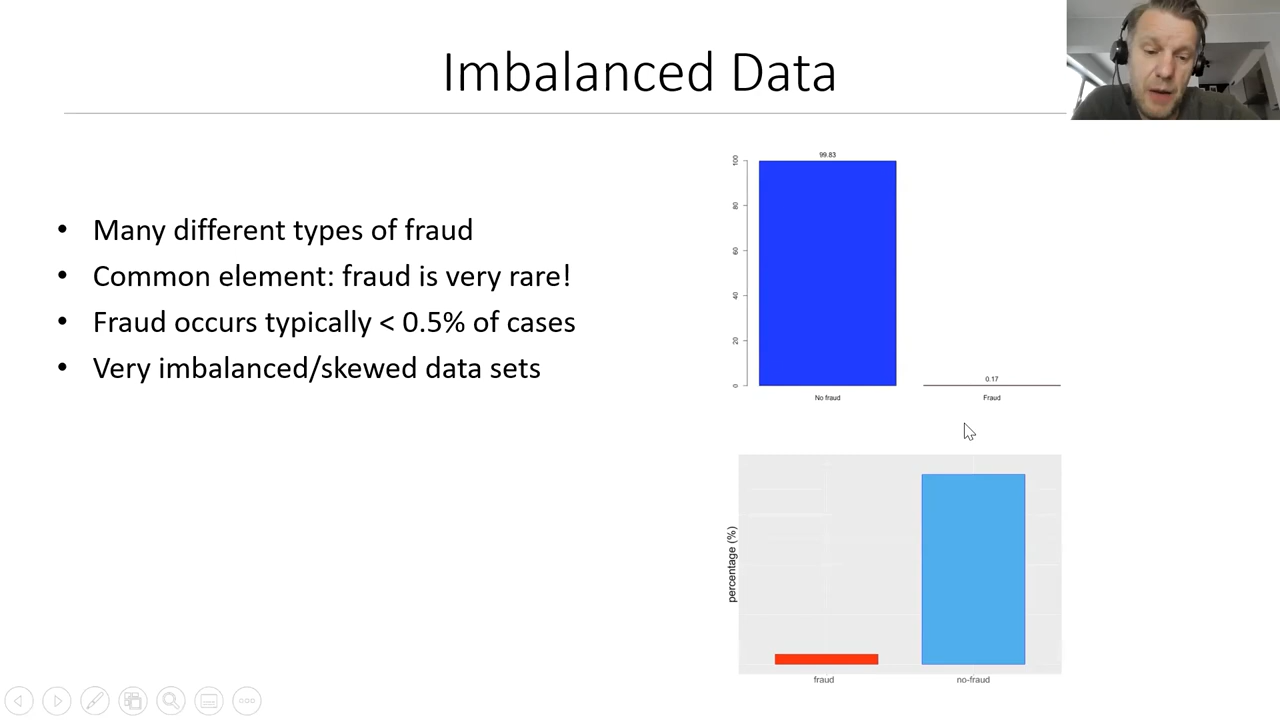 Imbalanced Data
• Many different types of fraud
• Common element: fraud is very rare!
• Fraud occurs typically < 0.5% of cases
• Very imbalanced/skewed data sets
99.83
100
80
60
40
20
0
0.17
No fraud
Fraud
percentage (%)
fraud
no-fraud